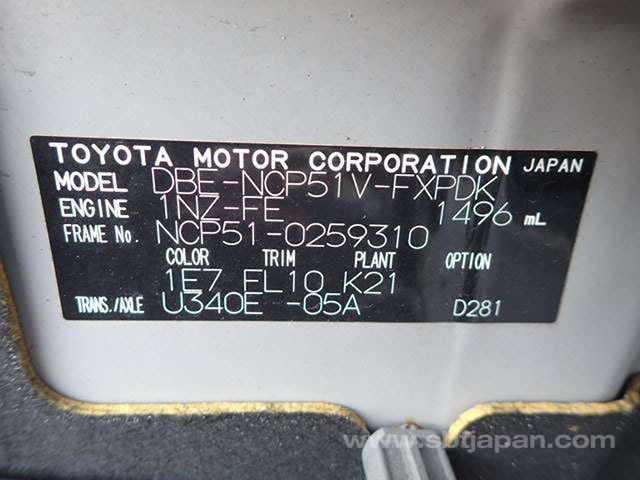 TOYOTA MOTOR CORPORATION JAPAN
MODEL DBE-NCP51V-FXPDK
ENGINE 1NZ-FE 1496 mL
FRAME No. NCP51-0259310
COLOR TRIM PLANT OPTION
1E7 EL10 K21
TRANS./AXLE U340E -05A D281
www.sbtjapan.com